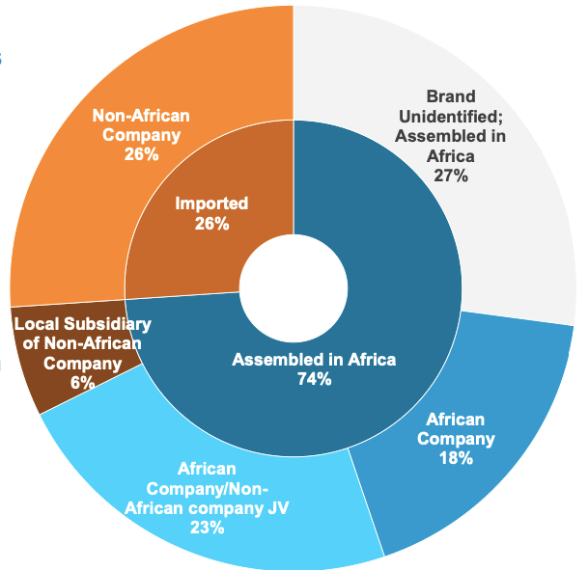 Brand
Unidentified;
Assembled in
Africa
27%
Non-African
Company
26%
Imported
26%
Local Subsidiary
of Non-African
Company
6%
Assembled in Africa
74%
African
Company
18%
African
Company/Non-
African company JV
23%